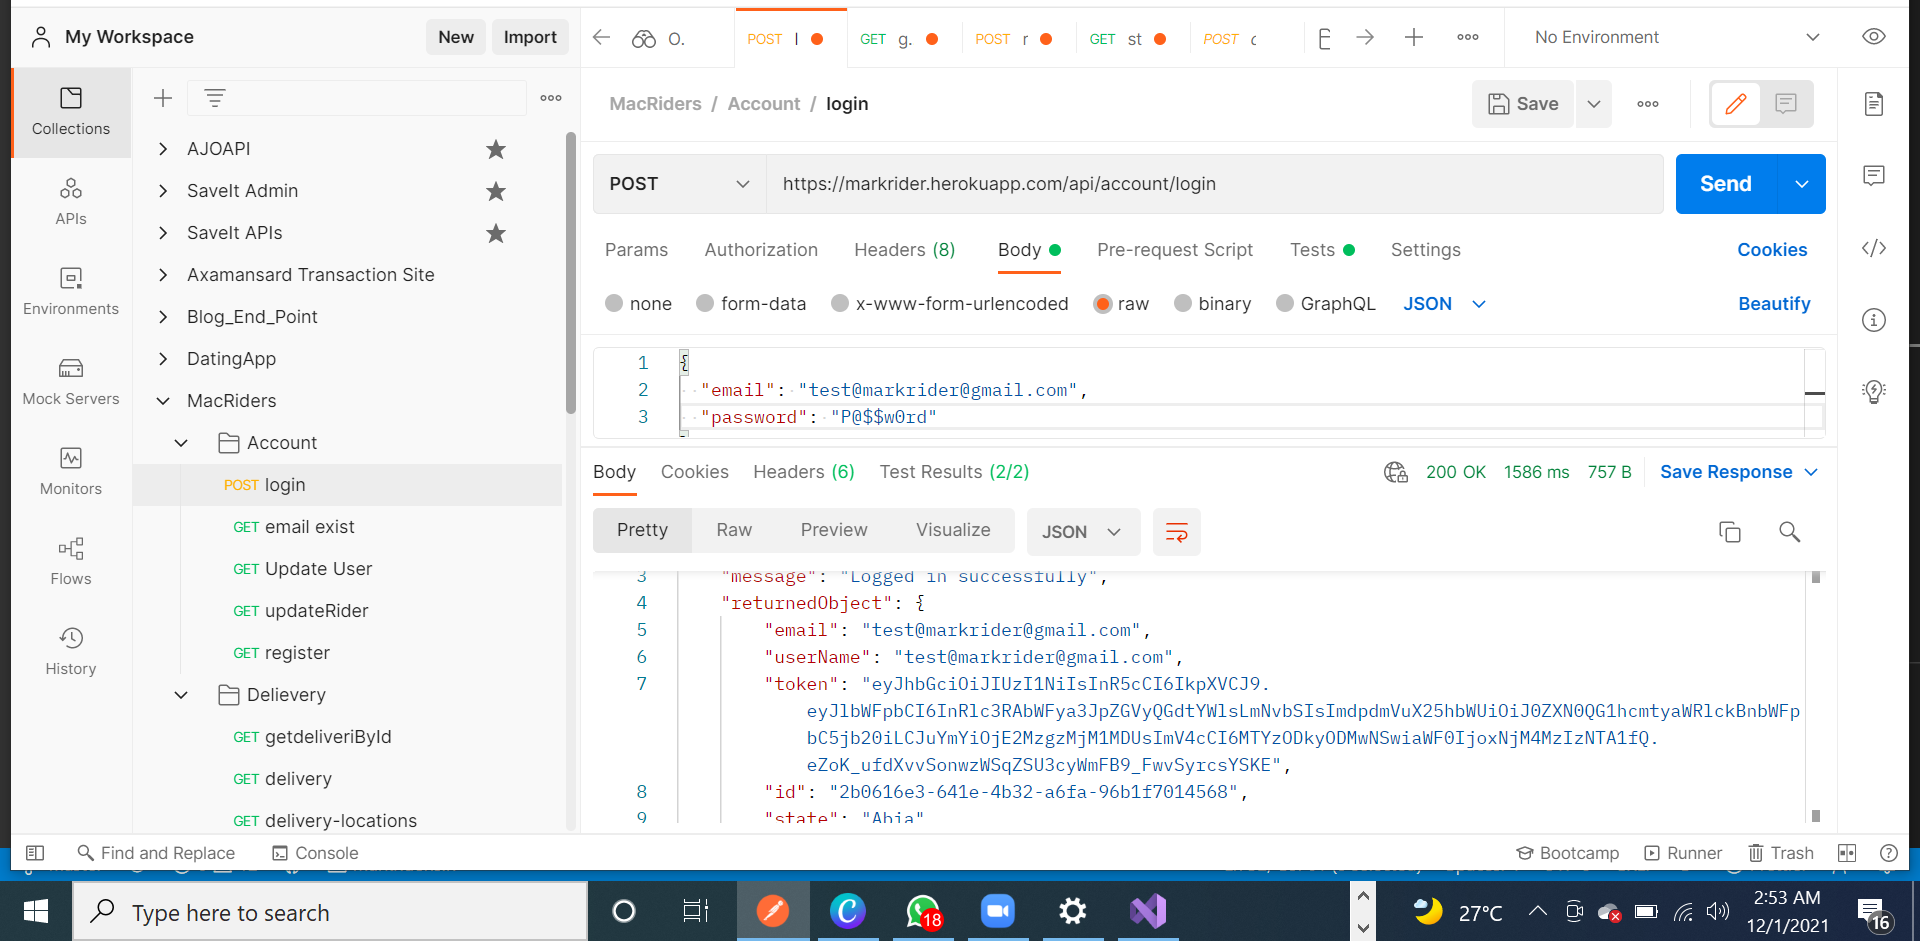 My Workspace
New
Import
O.
POST l
GET g.
POST r
GET st
POST
No Environment
Collections
APIs
Environments
Mock Servers
Monitors
Flows
History
AJOAPI
SaveIt Admin
SaveIt APIs
Axamansard Transaction Site
Blog_End_Point
DatingApp
MacRiders
Account
POST login
GET email exist
GET Update User
GET updateRider
GET register
Delievery
GET getdeliveriById
GET delivery
GET delivery-locations
MacRiders / Account / login
Save
POST
https://markrider.herokuapp.com/api/account/login
Send
Params
Authorization
Headers (8)
Body
Pre-request Script
Tests
Settings
Cookies
none
form-data
x-www-form-urlencoded
raw
binary
GraphQL
JSON
Beautify
1 {
2 "email": "test@markrider@gmail.com",
3 "password": "P@$$w0rd"
Body
Cookies
Headers (6)
Test Results (2/2)
200 OK
1586 ms
757 B
Save Response
Pretty
Raw
Preview
Visualize
JSON
3 "message": "Logged in successfully",
4 "returnedObject": {
5 "email": "test@markrider@gmail.com",
6 "userName": "test@markrider@gmail.com",
7 "token": "eyJhbGciOiJIUzI1NiIsInR5cCI6IkpXVCJ9.
eyJlbWFpbCI6InRlc3RAbWFya3JpZGVyQGdtYWlsLmNvbSIsImdpdmVuX25hbWUiOiJ0ZXN0QG1hcmtyaWRlckBnbWFp
bC5jb20iLCJuYmYiOjE2MzgzMjM1MDUsImV4cCI6MTYzODkyODMwNSwiaWF0IjoxNjM4MzIzNTA1fQ.
eZoK_ufdXvvSonwzWSqZSU3cyWmFB9_FwvSyrcsYSKE",
8 "id": "2b0616e3-641e-4b32-a6fa-96b1f7014568",
9 "state": "Abia"
Find and Replace
Console
Bootcamp
Runner
Trash
Type here to search
18
27°C
2:53 AM
12/1/2021
16